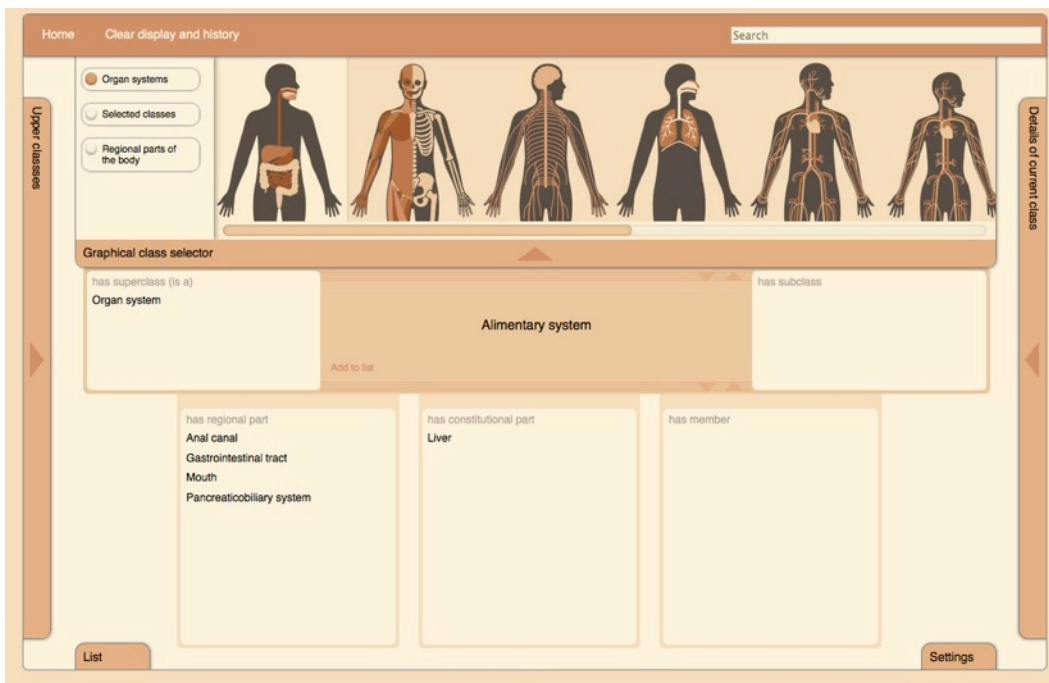 Home
Clear display and history
Search
Organ systems
Selected classes
Regional parts of
the body
Upper classses
Details of current class
Graphical class selector
has superclass (is a)
Organ system
Alimentary system
Add to list
has subclass
has regional part
Anal canal
Gastrointestinal tract
Mouth
Pancreaticobiliary system
has constitutional part
Liver
has member
List
Settings